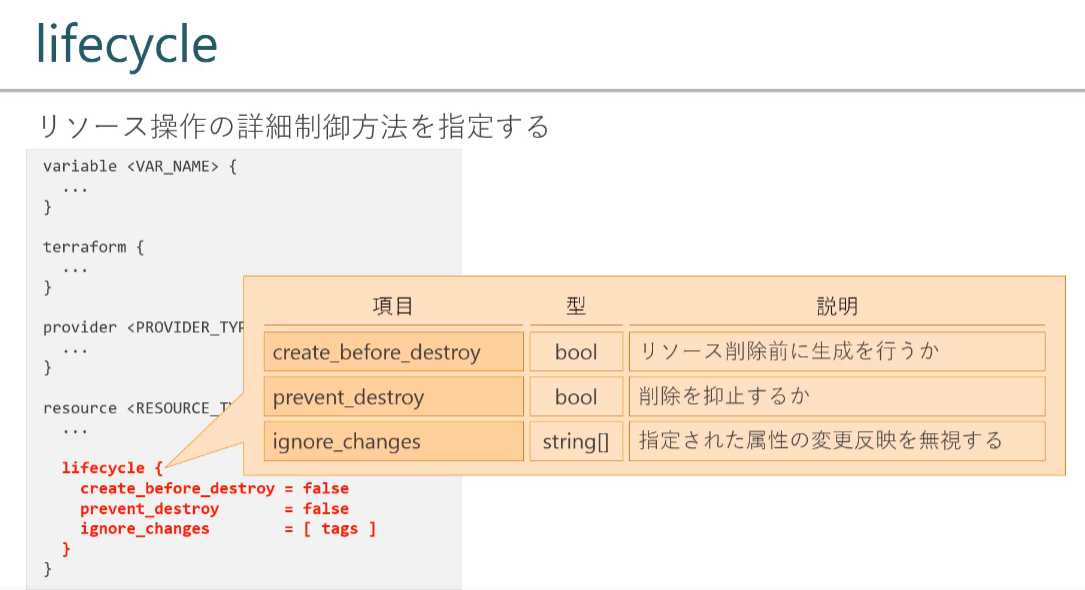 lifecycle
リソース操作の詳細制御方法を指定する
variable <VAR_NAME> {
...
}
terraform {
...
}
provider <PROVIDER_TYP
...
}
resource <RESOURCE_T
...
lifecycle {
create_before_destroy = false
prevent_destroy = false
ignore_changes = [ tags ]
}
}
項目 型 説明
create_before_destroy bool リソース削除前に生成を行うか
prevent_destroy bool 削除を抑止するか
ignore_changes string[] 指定された属性の変更反映を無視する